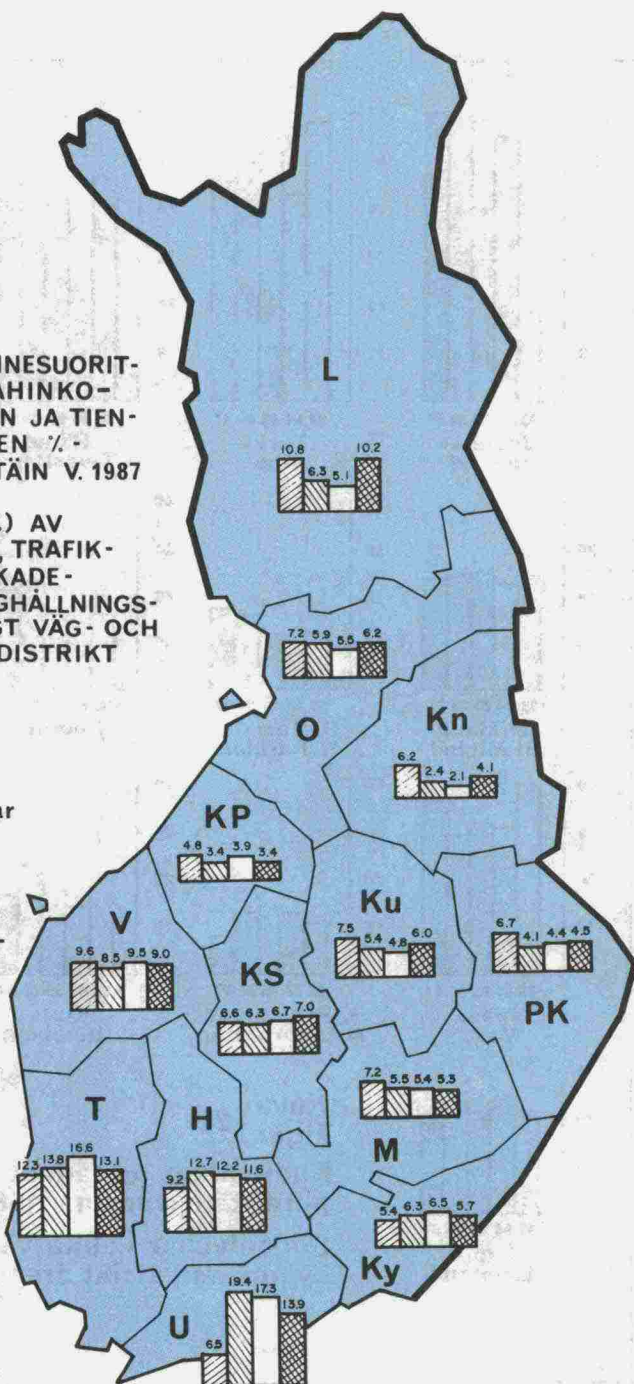 NNESUORIT-
AHINKO-
N JA TIEN-
EN %-
TÄIN V. 1987
) AV
TRAFIK-
KADE-
GHÅLLNINGS-
GT VÄG- OCH
DISTRIKT
ar
L
10.8 6.3 5.1 10.2
7.2 5.9 5.5 6.2
O
Kn
6.2 2.4 2.1 4.1
KP
4.8 3.4 3.9 3.4
V
9.6 8.5 9.5 9.0
Ku
7.5 5.4 4.8 6.0
6.7 4.1 4.4 4.5
PK
KS
6.6 6.3 6.7 7.0
7.2 5.5 5.4 5.3
M
T
12.3 13.8 16.6 13.1
H
9.2 12.7 12.2 11.6
5.4 6.3 6.5 5.7
Ky
U
6.5 19.4 17.3 13.9